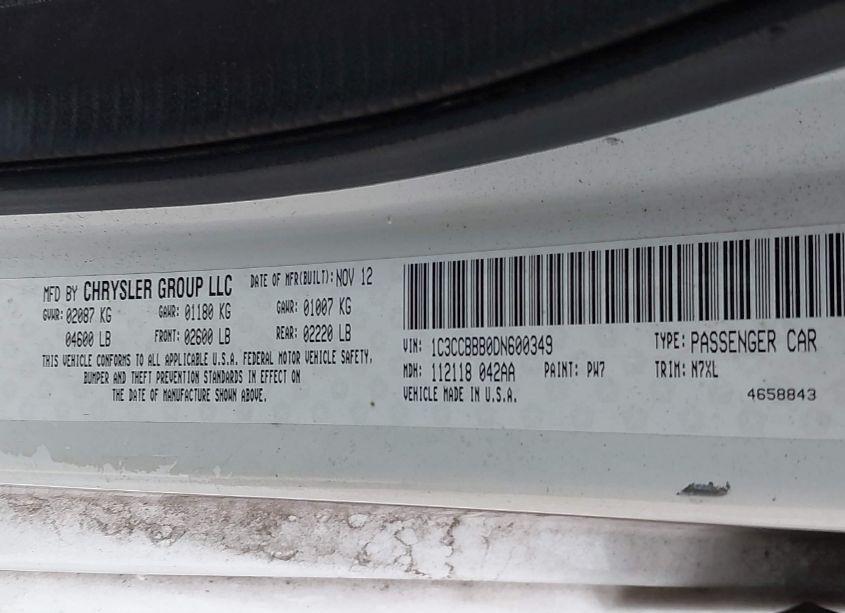 MFD BY CHRYSLER GROUP LLC DATE OF MFR(BUILT): NOV 12
GVWR: 02087 KG GAWR: 01180 KG GAWR: 01007 KG
04600 LB FRONT: 02600 LB REAR: 02220 LB
THIS VEHICLE CONFORMS TO ALL APPLICABLE U.S.A. FEDERAL MOTOR VEHICLE SAFETY,
BUMPER AND THEFT PREVENTION STANDARDS IN EFFECT ON
THE DATE OF MANUFACTURE SHOWN ABOVE.
VIN: 1C3CCBBB0DN600349 TYPE: PASSENGER CAR
MDH: 112118 042AA PAINT: PW7 TRIM: N7XL
VEHICLE MADE IN U.S.A. 4658843